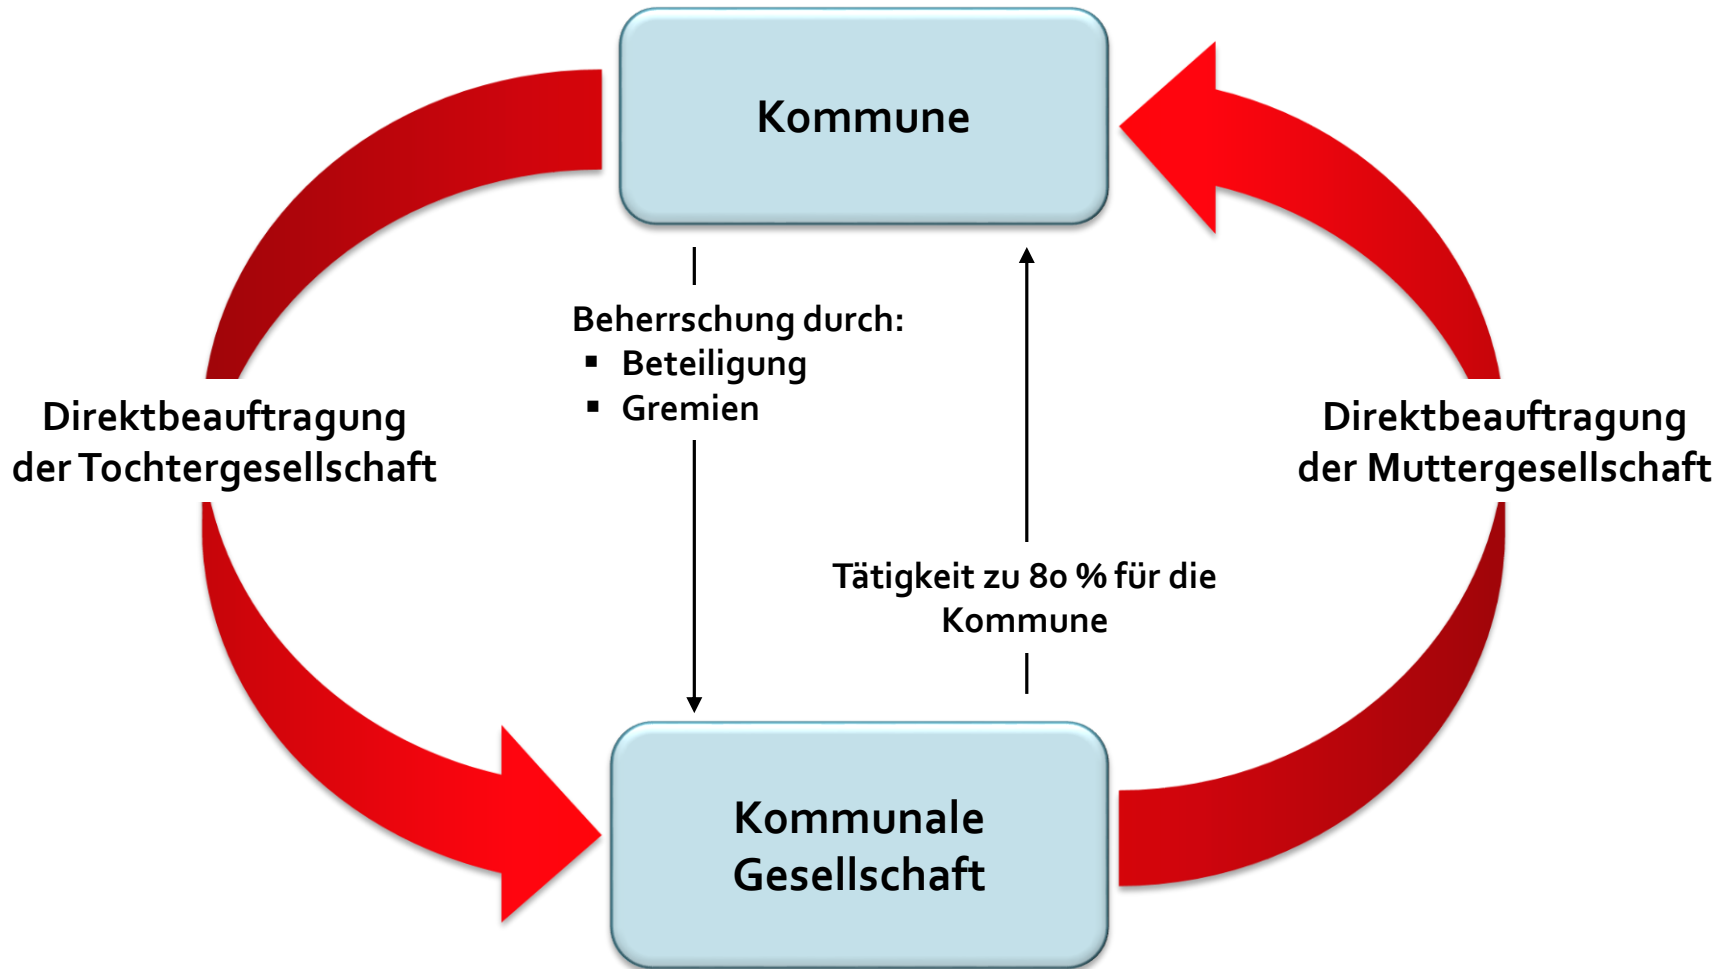 Kommune
Beherrschung durch:
▪ Beteiligung
▪ Gremien
Direktbeauftragung
der Tochtergesellschaft
Direktbeauftragung
der Muttergesellschaft
Tätigkeit zu 80 % für die
Kommune
Kommunale
Gesellschaft